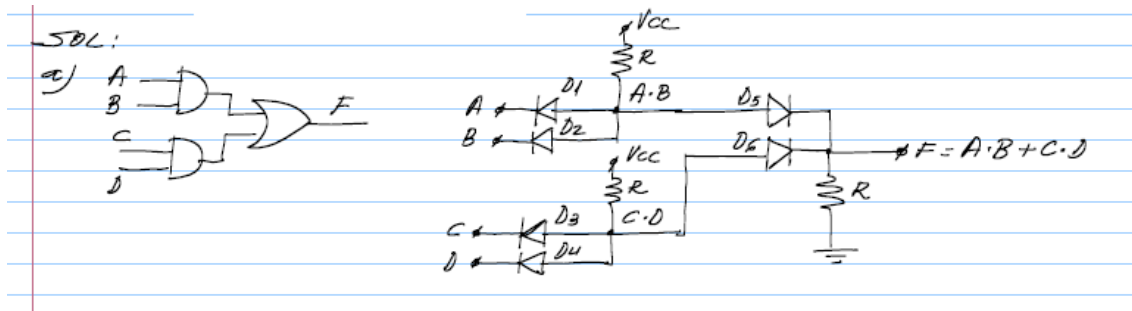 SOL:
a)
A
B
C
D
F
Vcc
R
A
D1
A·B
B
D2
D5
Vcc
R
D6
F = A·B + C·D
R
C
D3
C·D
D
D4